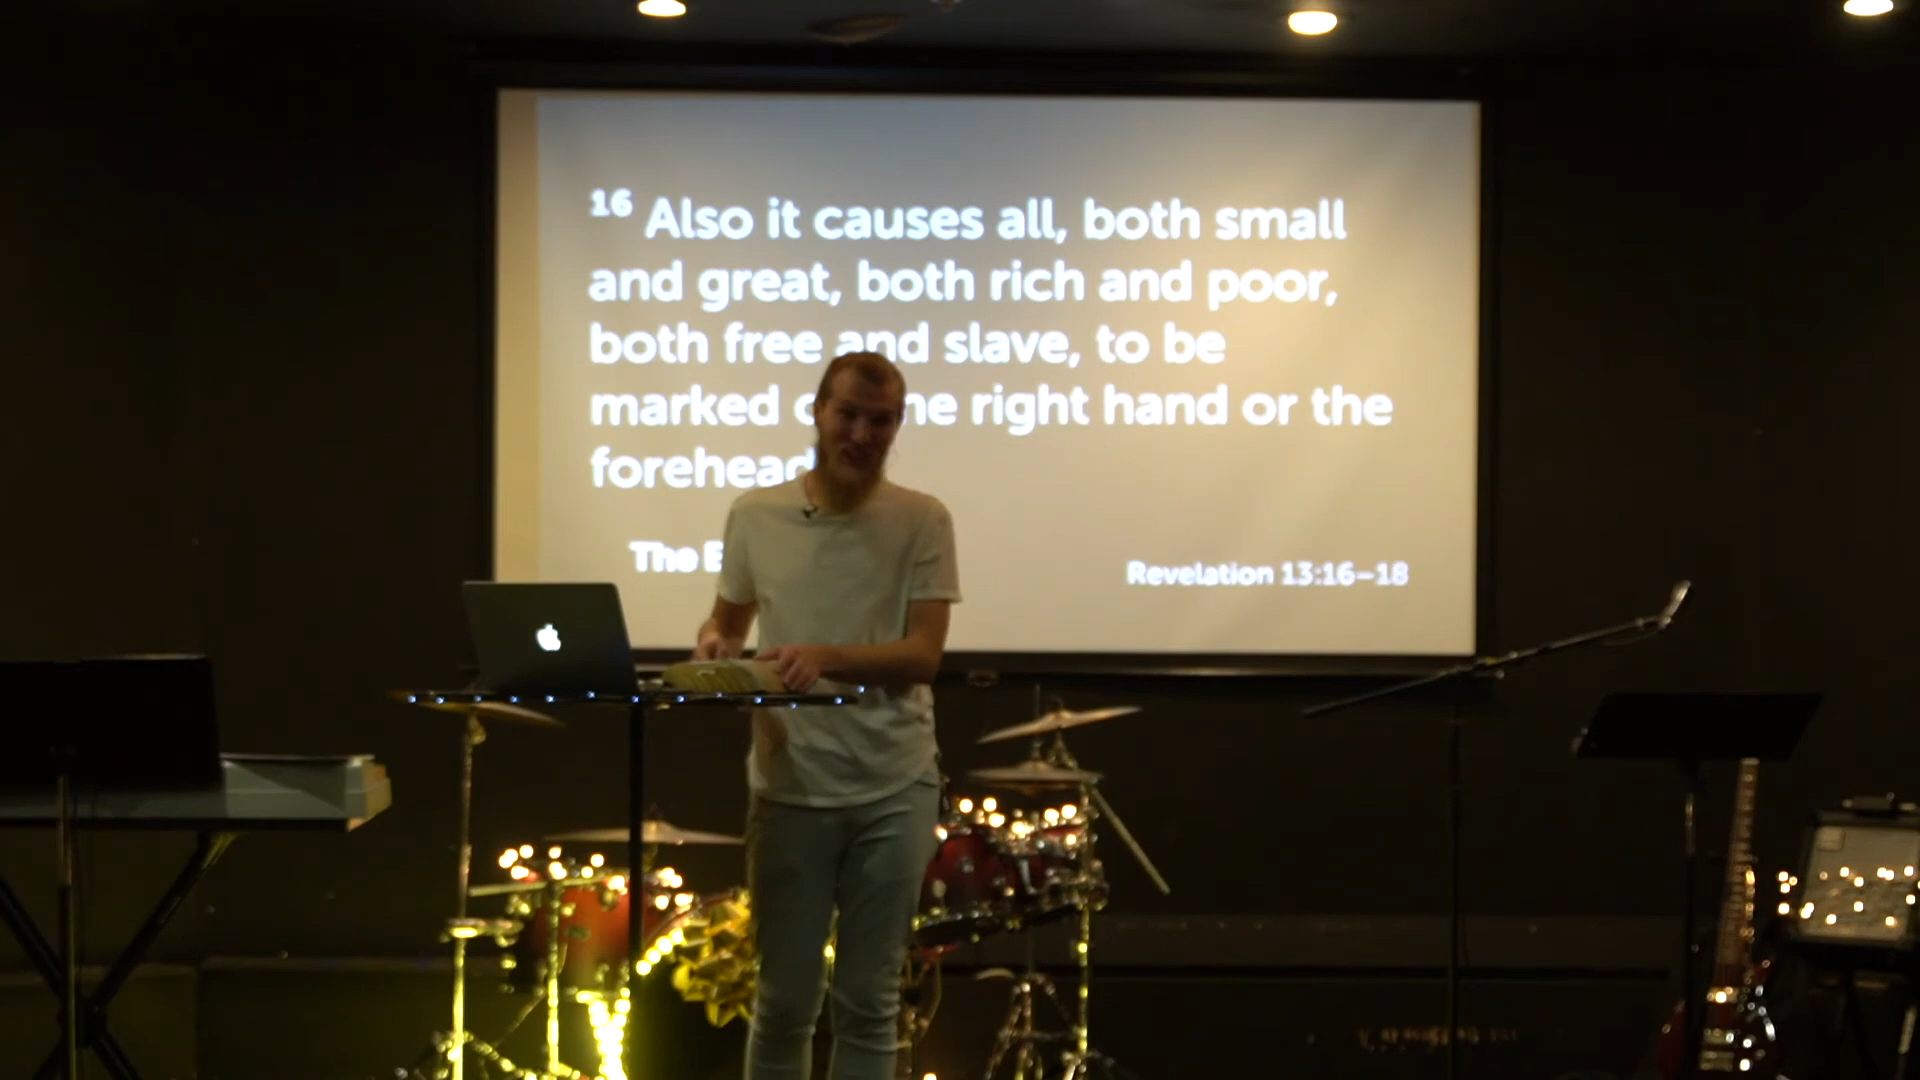 16 Also it causes all, both small
and great, both rich and poor,
both free and slave, to be
marked he right hand or the
forehead
The
Revelation 13:16–18